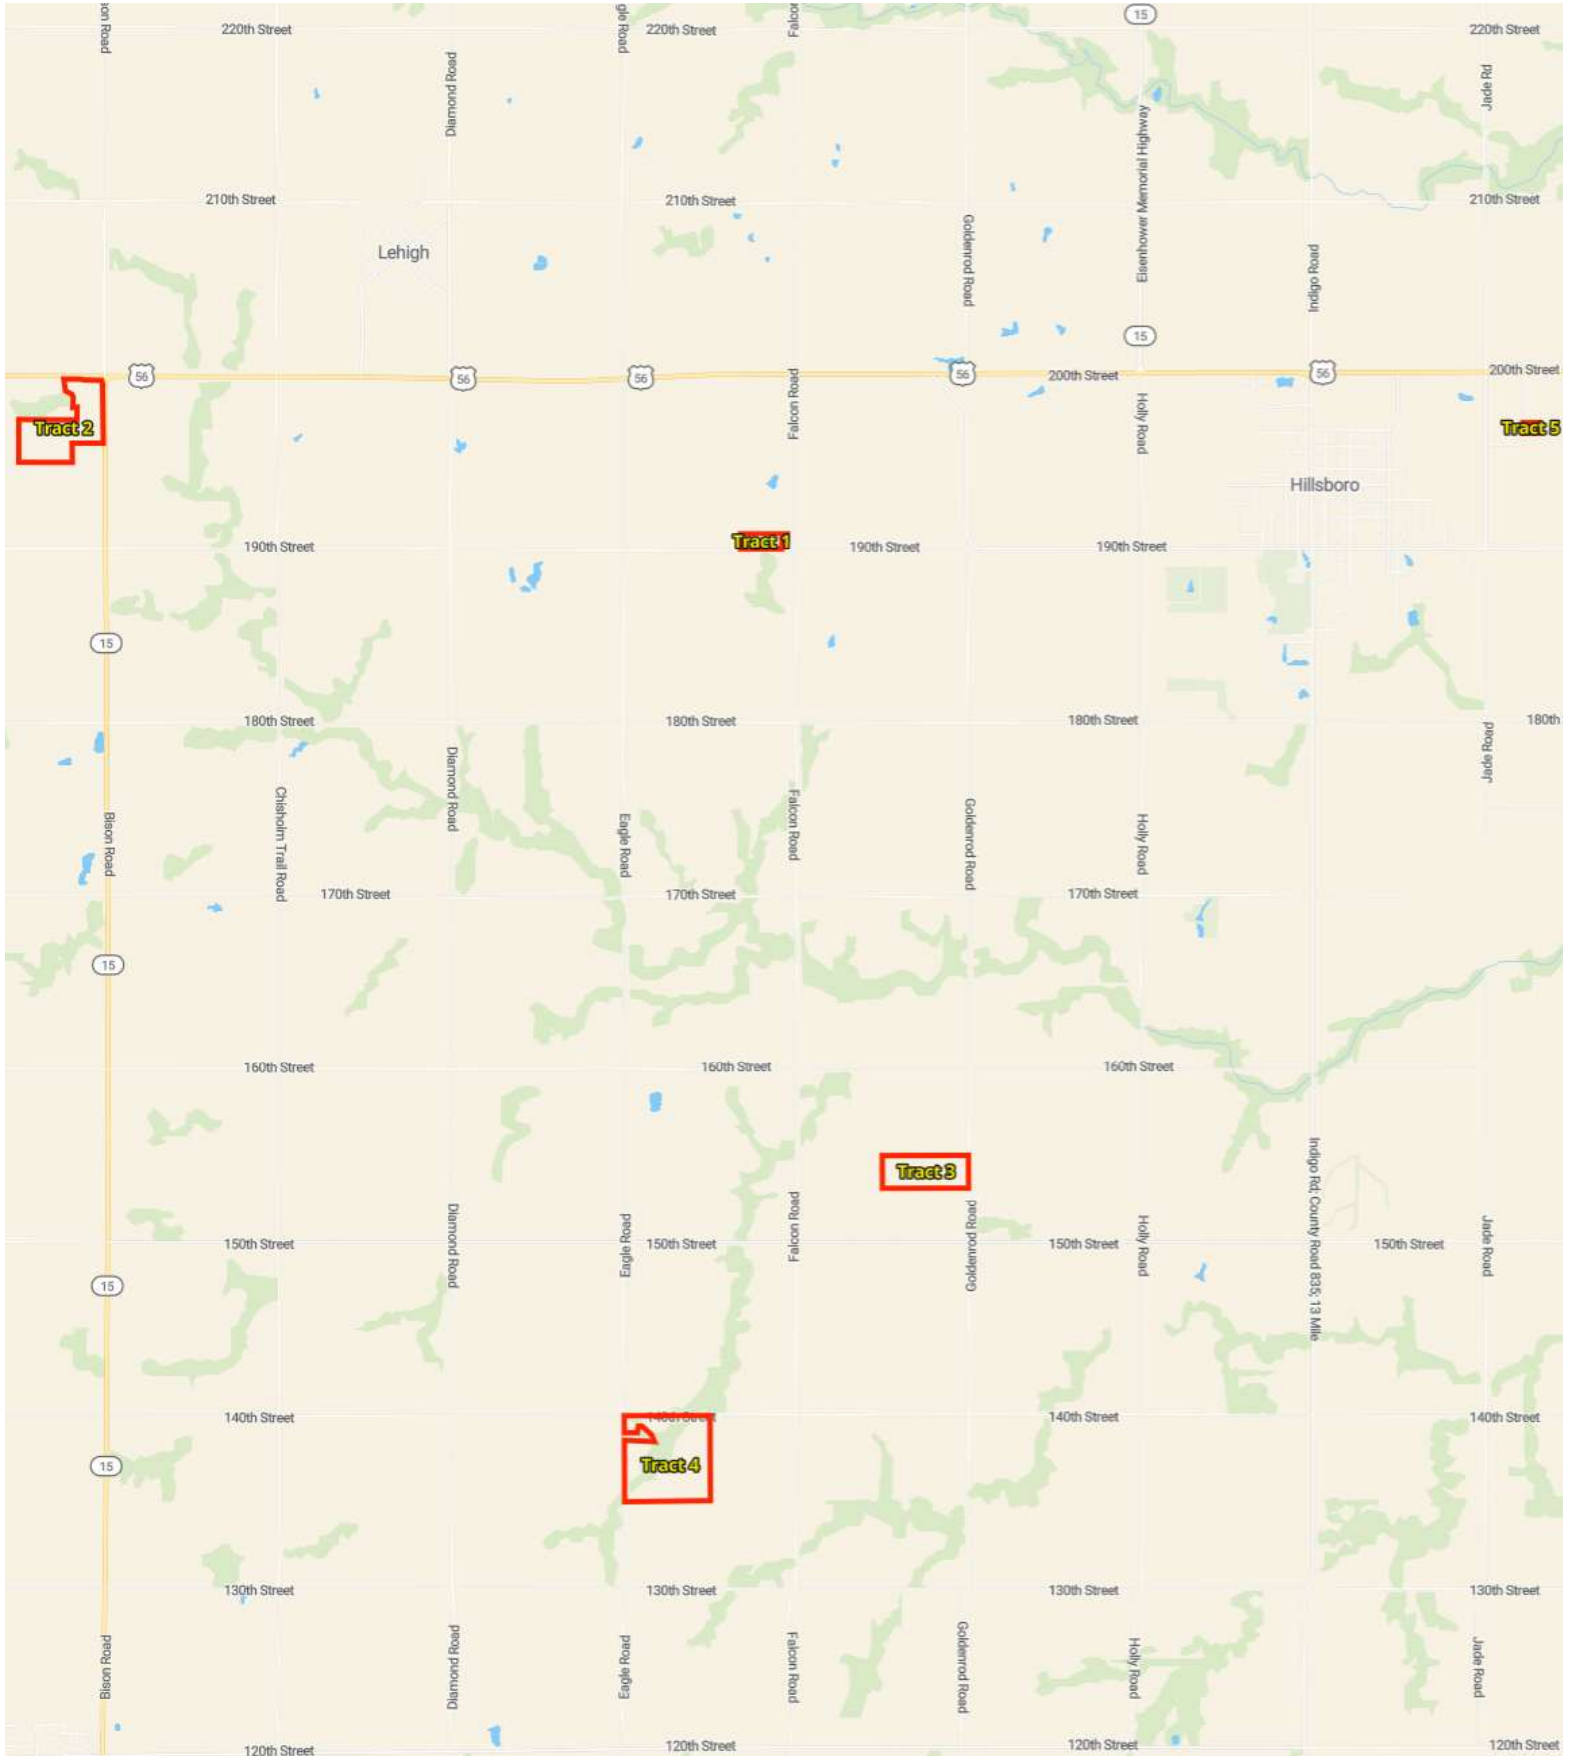 15
220th Street
220th Street
220th Street
Jade Rd
Diamond Road
Eisenhower Memorial Highway
210th Street
210th Street
210th Street
Lehigh
Goldenrod Road
Indigo Road
15
56
56
56
56
56
200th Street
200th Street
Falcon Road
Holly Road
Tract 2
Tract 5
Hillsboro
Tract 1
190th Street
190th Street
190th Street
15
180th Street
180th Street
180th Street
180th
Jade Road
Diamond Road
Chisholm Trail Road
Falcon Road
Goldenrod Road
Bison Road
Eagle Road
Holly Road
170th Street
170th Street
170th Street
15
160th Street
160th Street
160th Street
Tract 3
Indigo Rd; County Road 835; 13 Mile
Diamond Road
Eagle Road
Falcon Road
Goldenrod Road
Holly Road
Jade Road
150th Street
150th Street
150th Street
150th Street
15
140th Street
140th Street
140th Street
140th Street
15
Tract 4
130th Street
130th Street
130th Street
130th Street
Bison Road
Diamond Road
Eagle Road
Falcon Road
Goldenrod Road
Holly Road
Jade Road
120th Street
120th Street
120th Street
120th Street